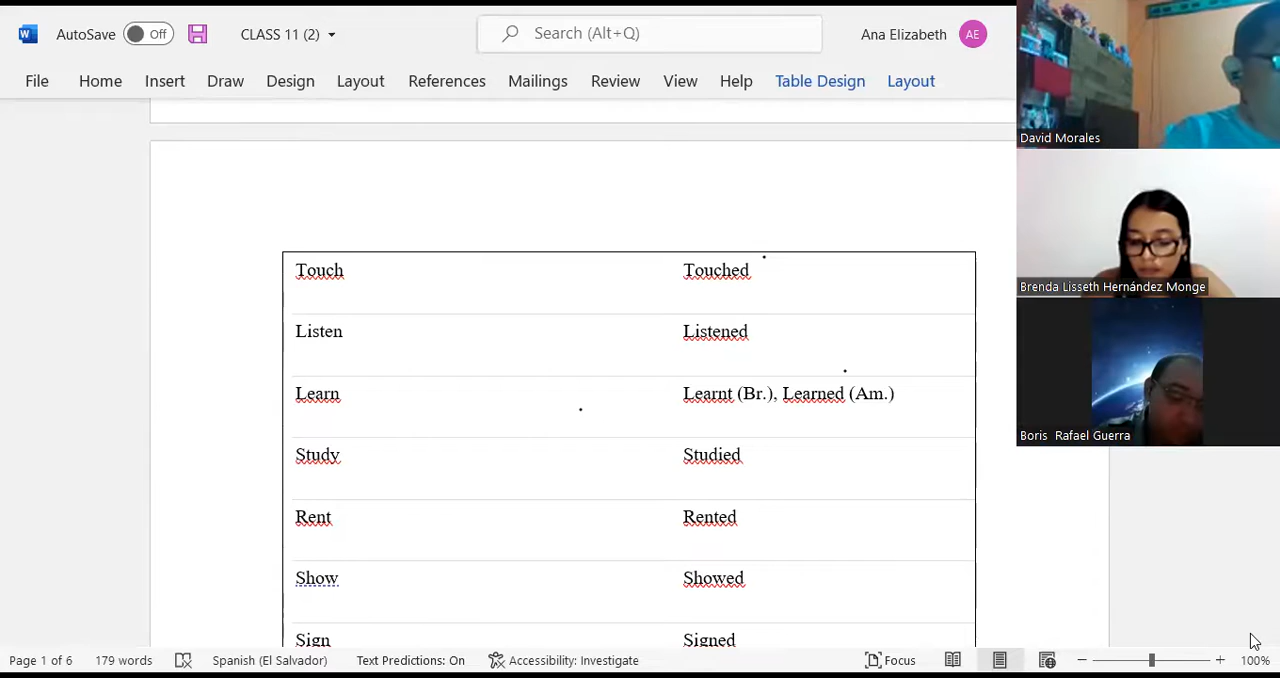 AutoSave Off CLASS 11 (2) Search (Alt+Q) Ana Elizabeth AE
File Home Insert Draw Design Layout References Mailings Review View Help Table Design Layout
David Morales
Touch Touched
Brenda Lisseth Hernández Monge
Listen Listened
Learn Learnt (Br.), Learned (Am.)
Boris Rafael Guerra
Study Studied
Rent Rented
Show Showed
Sign Signed
Page 1 of 6 179 words Spanish (El Salvador) Text Predictions: On Accessibility: Investigate Focus 100%